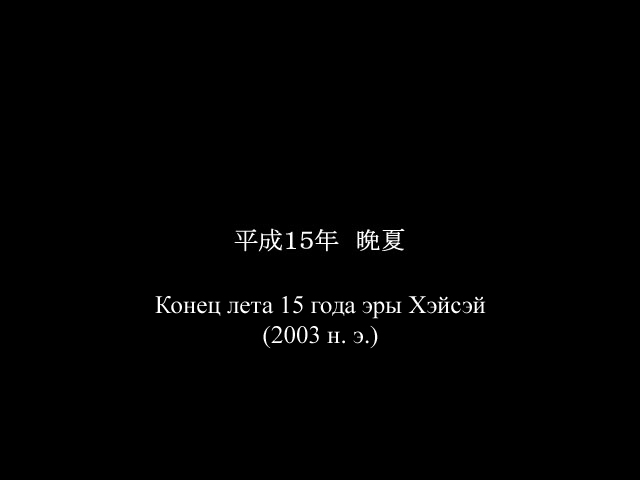 平成15年　晩夏
Конец лета 15 года эры Хэйсэй
(2003 н. э.)